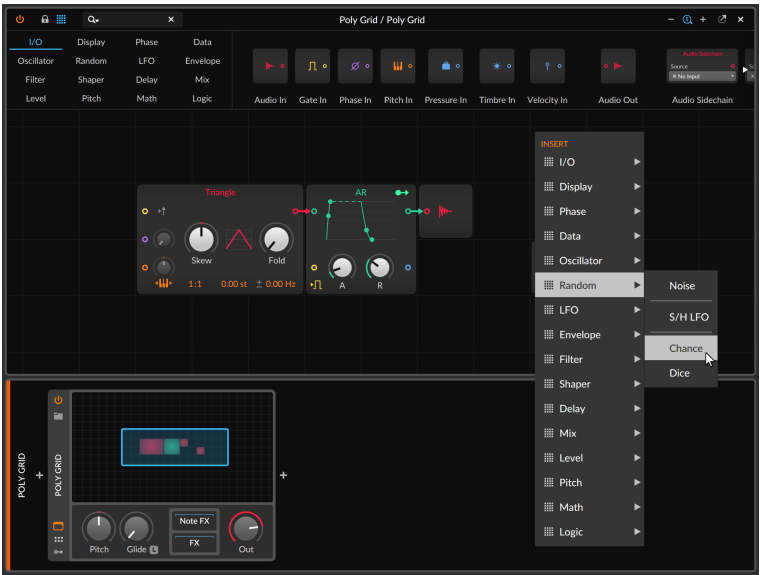 Poly Grid / Poly Grid
I/O Display Phase Data
Oscillator Random LFO Envelope
Filter Shaper Delay Mix
Level Pitch Math Logic
Audio Sidechain
Source
× No Input
Audio In Gate In Phase In Pitch In Pressure In Timbre In Velocity In Audio Out Audio Sidechain
INSERT
I/O
Display
Phase
Data
Oscillator
Random
LFO
Envelope
Filter
Shaper
Delay
Mix
Level
Pitch
Math
Logic
Noise
S/H LFO
Chance
Dice
Triangle
Skew Fold
1:1 0.00 st ± 0.00 Hz
AR
A R
POLY GRID
+
POLY GRID
Pitch Glide L
Note FX
FX
Out
+